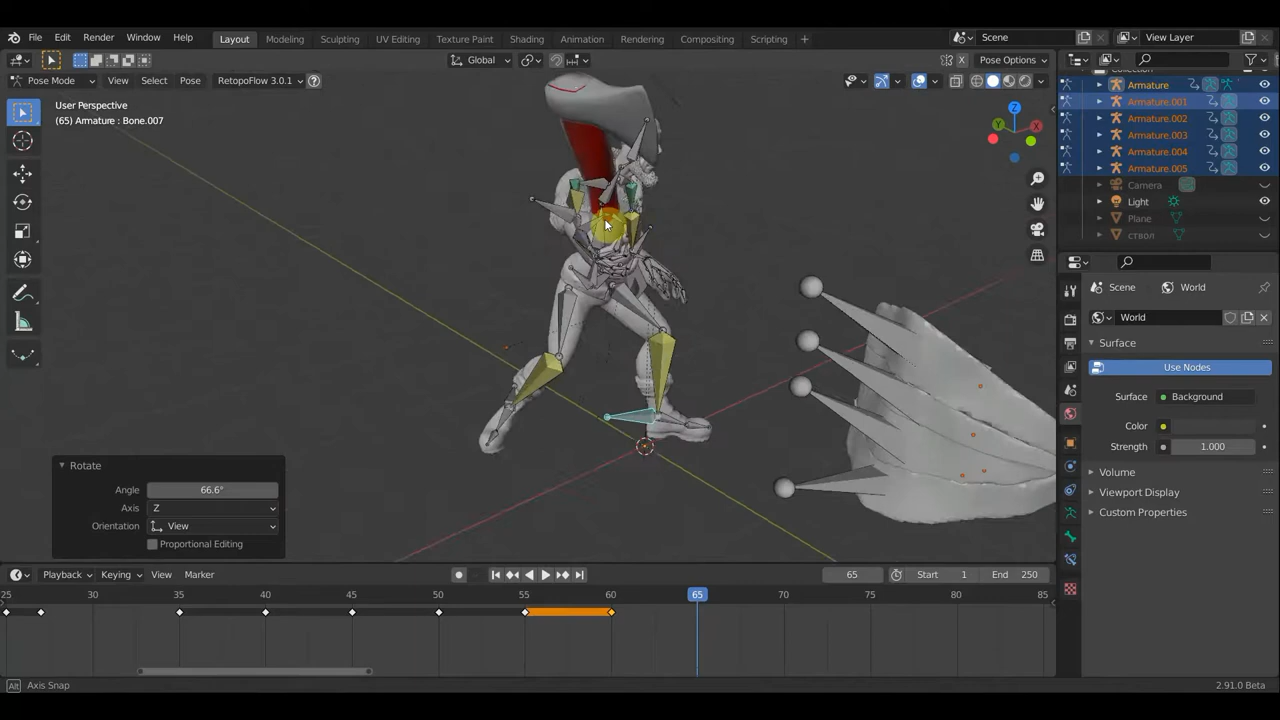 File Edit Render Window Help Layout Modeling Sculpting UV Editing Texture Paint Shading Animation Rendering Compositing Scripting Scene View Layer
Global
Pose Mode View Select Pose RetopoFlow 3.0.1 Pose Options
User Perspective
(65) Armature : Bone.007
Armature
Armature.001
Armature.002
Armature.003
Armature.004
Armature.005
Camera
Light
Plane
ствол
Scene World
World
Surface
Use Nodes
Surface Background
Color
Strength 1.000
Volume
Viewport Display
Custom Properties
Rotate
Angle 66.6°
Axis Z
Orientation View
Proportional Editing
Playback Keying View Marker 65 Start 1 End 250
25 30 35 40 45 50 55 60 65 70 75 80 85
Alt Axis Snap 2.91.0 Beta